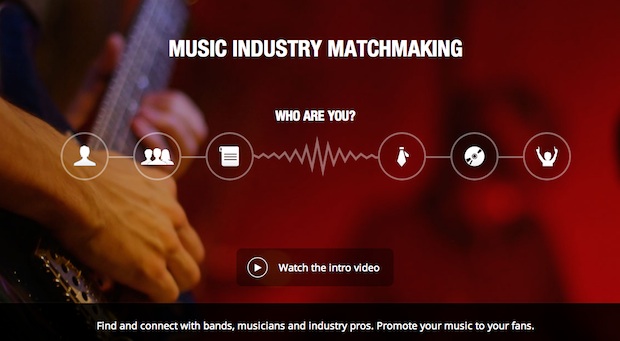 MUSIC INDUSTRY MATCHMAKING
WHO ARE YOU?
Watch the intro video
Find and connect with bands, musicians and industry pros. Promote your music to your fans.